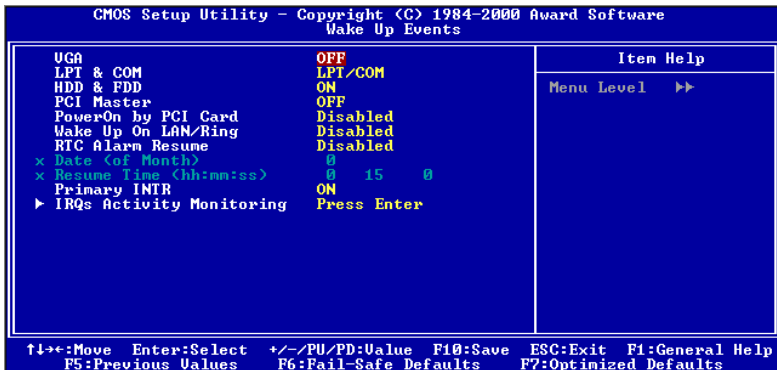 CMOS Setup Utility - Copyright (C) 1984-2000 Award Software
Wake Up Events
VGA OFF
LPT & COM LPT/COM
HDD & FDD ON
PCI Master OFF
PowerOn by PCI Card Disabled
Wake Up On LAN/Ring Disabled
RTC Alarm Resume Disabled
x Date (of Month) 0
x Resume Time (hh:mm:ss) 0 15 0
Primary INTR ON
▶ IRQs Activity Monitoring Press Enter
Item Help
Menu Level ▶▶
↑↓→←:Move Enter:Select +/-/PU/PD:Value F10:Save ESC:Exit F1:General Help
F5:Previous Values F6:Fail-Safe Defaults F7:Optimized Defaults